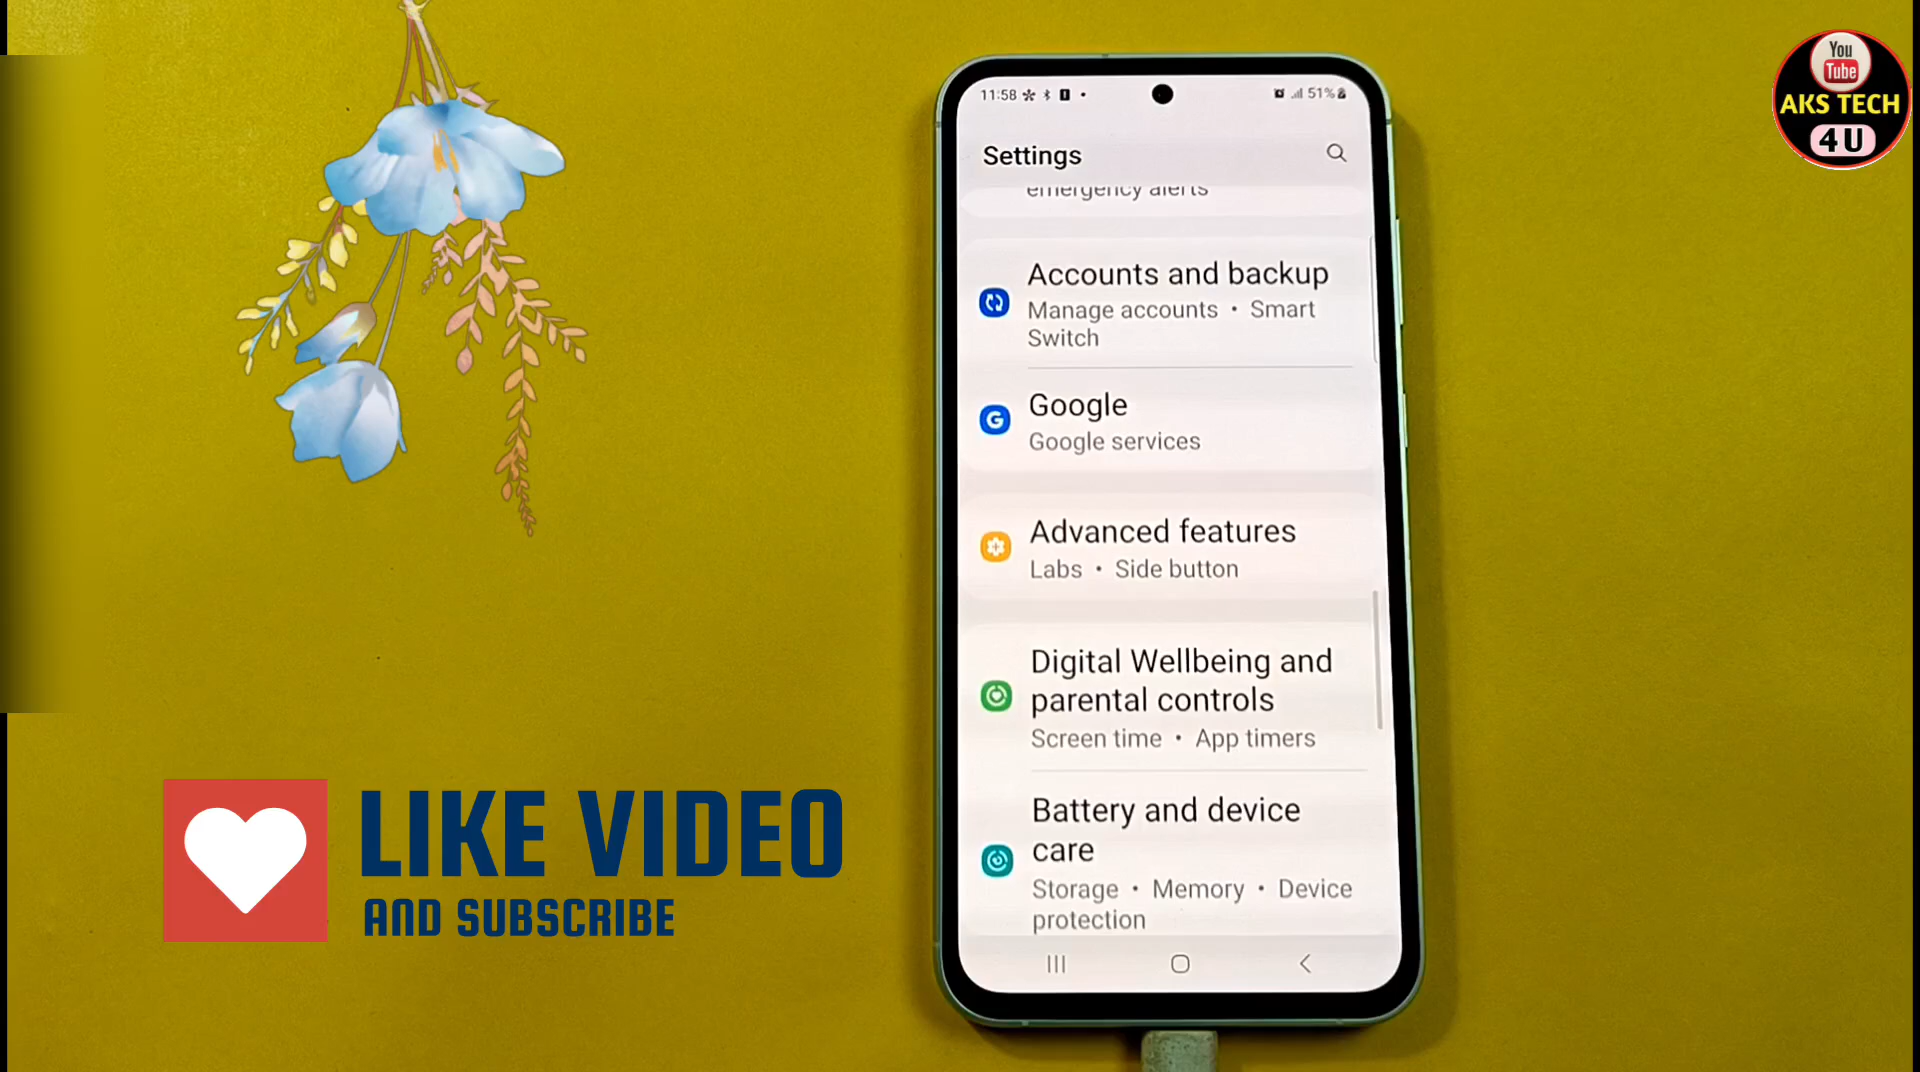 You
Tube
AKS TECH
4U
11:58
51%
Settings
emergency alerts
Accounts and backup
Manage accounts • Smart
Switch
Google
Google services
Advanced features
Labs • Side button
Digital Wellbeing and
parental controls
Screen time • App timers
Battery and device
care
Storage • Memory • Device
protection
LIKE VIDEO
AND SUBSCRIBE